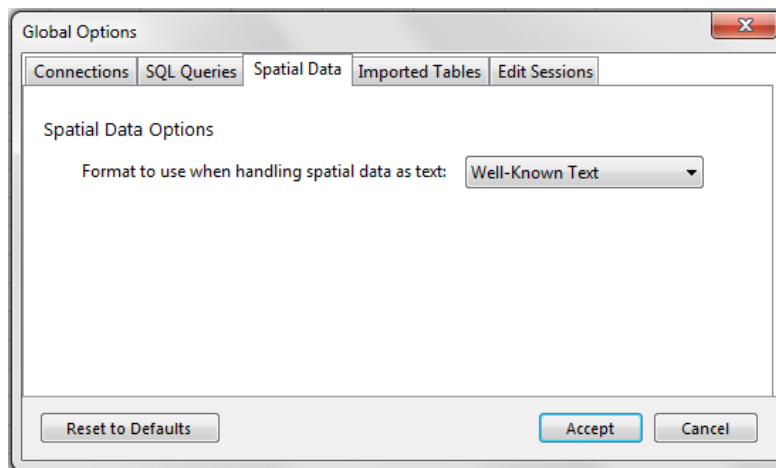 Global Options
Connections SQL Queries Spatial Data Imported Tables Edit Sessions
Spatial Data Options
Format to use when handling spatial data as text: Well-Known Text
Reset to Defaults Accept Cancel